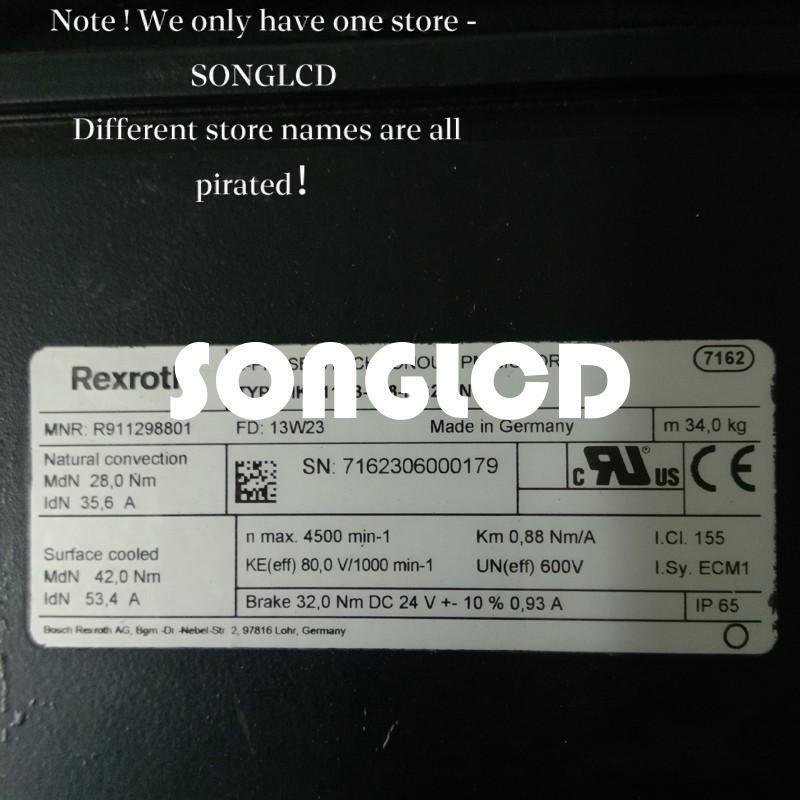 Note ! We only have one store -
SONGLCD
Different store names are all
pirated !
SONGLCD
7162
Rexroth
MNR: R911298801 FD: 13W23 Made in Germany m 34,0 kg
Natural convection
MdN 28,0 Nm
IdN 35,6 A
SN: 7162306000179
c RU US CE
Surface cooled
MdN 42,0 Nm
IdN 53,4 A
n max. 4500 min-1 Km 0,88 Nm/A I.Cl. 155
KE(eff) 80,0 V/1000 min-1 UN(eff) 600V I.Sy. ECM1
Brake 32,0 Nm DC 24 V +- 10 % 0,93 A IP 65
Bosch Rexroth AG, Bgm.-Dr.-Nebel-Str. 2, 97816 Lohr, Germany